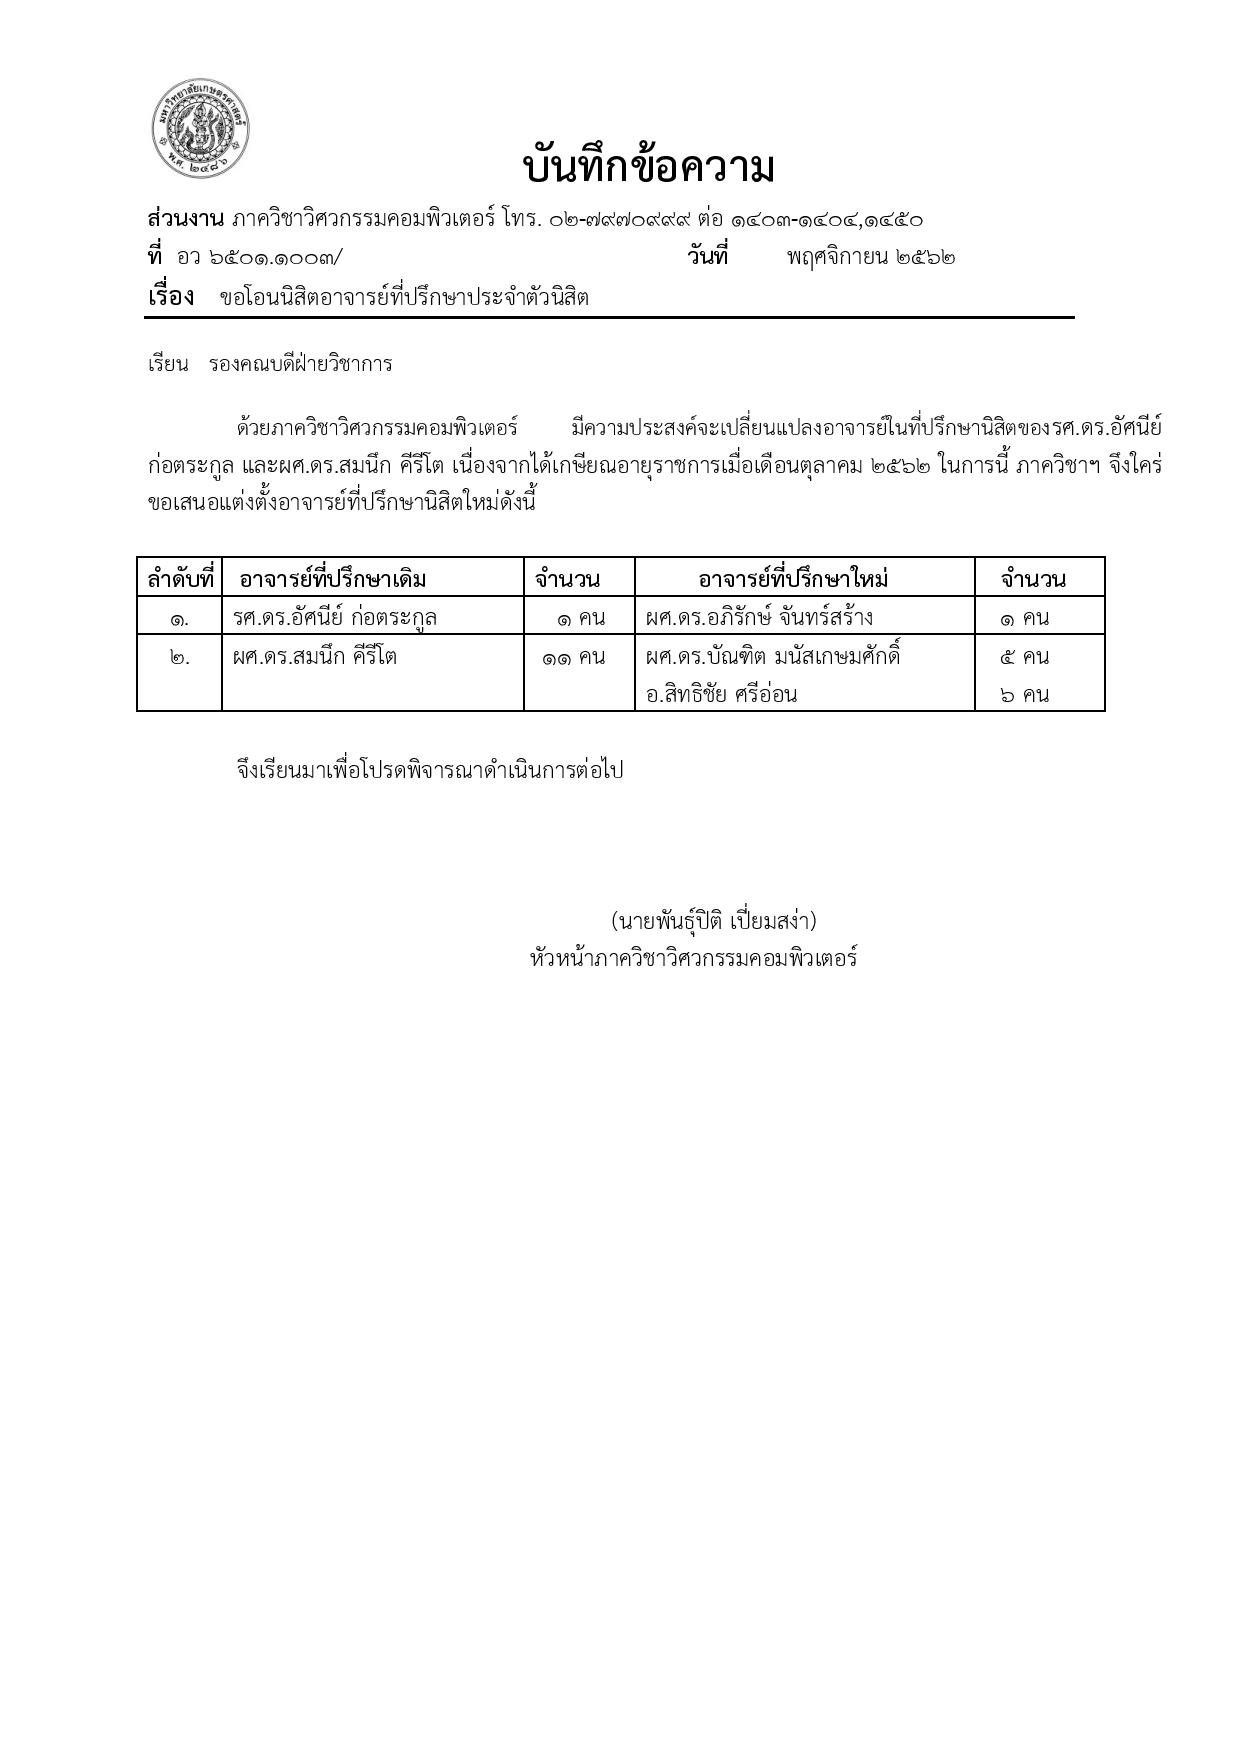 มหาวิทยาลัยเกษตรศาสตร์
พ.ศ. ๒๔๘๖
บันทึกข้อความ
ส่วนงาน ภาควิชาวิศวกรรมคอมพิวเตอร์ โทร. ๐๒-๗๙๗๐๙๙๙ ต่อ ๑๔๐๓-๑๔๐๔,๑๔๕๐
ที่ อว ๖๕๐๑.๑๐๐๓/ วันที่ พฤศจิกายน ๒๕๖๒
เรื่อง ขอโอนนิสิตอาจารย์ที่ปรึกษาประจำตัวนิสิต
เรียน รองคณบดีฝ่ายวิชาการ
ด้วยภาควิชาวิศวกรรมคอมพิวเตอร์ มีความประสงค์จะเปลี่ยนแปลงอาจารย์ในที่ปรึกษานิสิตของรศ.ดร.อัศนีย์
ก่อตระกูล และผศ.ดร.สมนึก คีรีโต เนื่องจากได้เกษียณอายุราชการเมื่อเดือนตุลาคม ๒๕๖๒ ในการนี้ ภาควิชาฯ จึงใคร่
ขอเสนอแต่งตั้งอาจารย์ที่ปรึกษานิสิตใหม่ดังนี้
ลำดับที่ อาจารย์ที่ปรึกษาเดิม จำนวน อาจารย์ที่ปรึกษาใหม่ จำนวน
๑. รศ.ดร.อัศนีย์ ก่อตระกูล ๑ คน ผศ.ดร.อภิรักษ์ จันทร์สร้าง ๑ คน
๒. ผศ.ดร.สมนึก คีรีโต ๑๑ คน ผศ.ดร.บัณฑิต มนัสเกษมศักดิ์ ๕ คน
อ.สิทธิชัย ศรีอ่อน ๖ คน
จึงเรียนมาเพื่อโปรดพิจารณาดำเนินการต่อไป
(นายพันธุ์ปิติ เปี่ยมสง่า)
หัวหน้าภาควิชาวิศวกรรมคอมพิวเตอร์